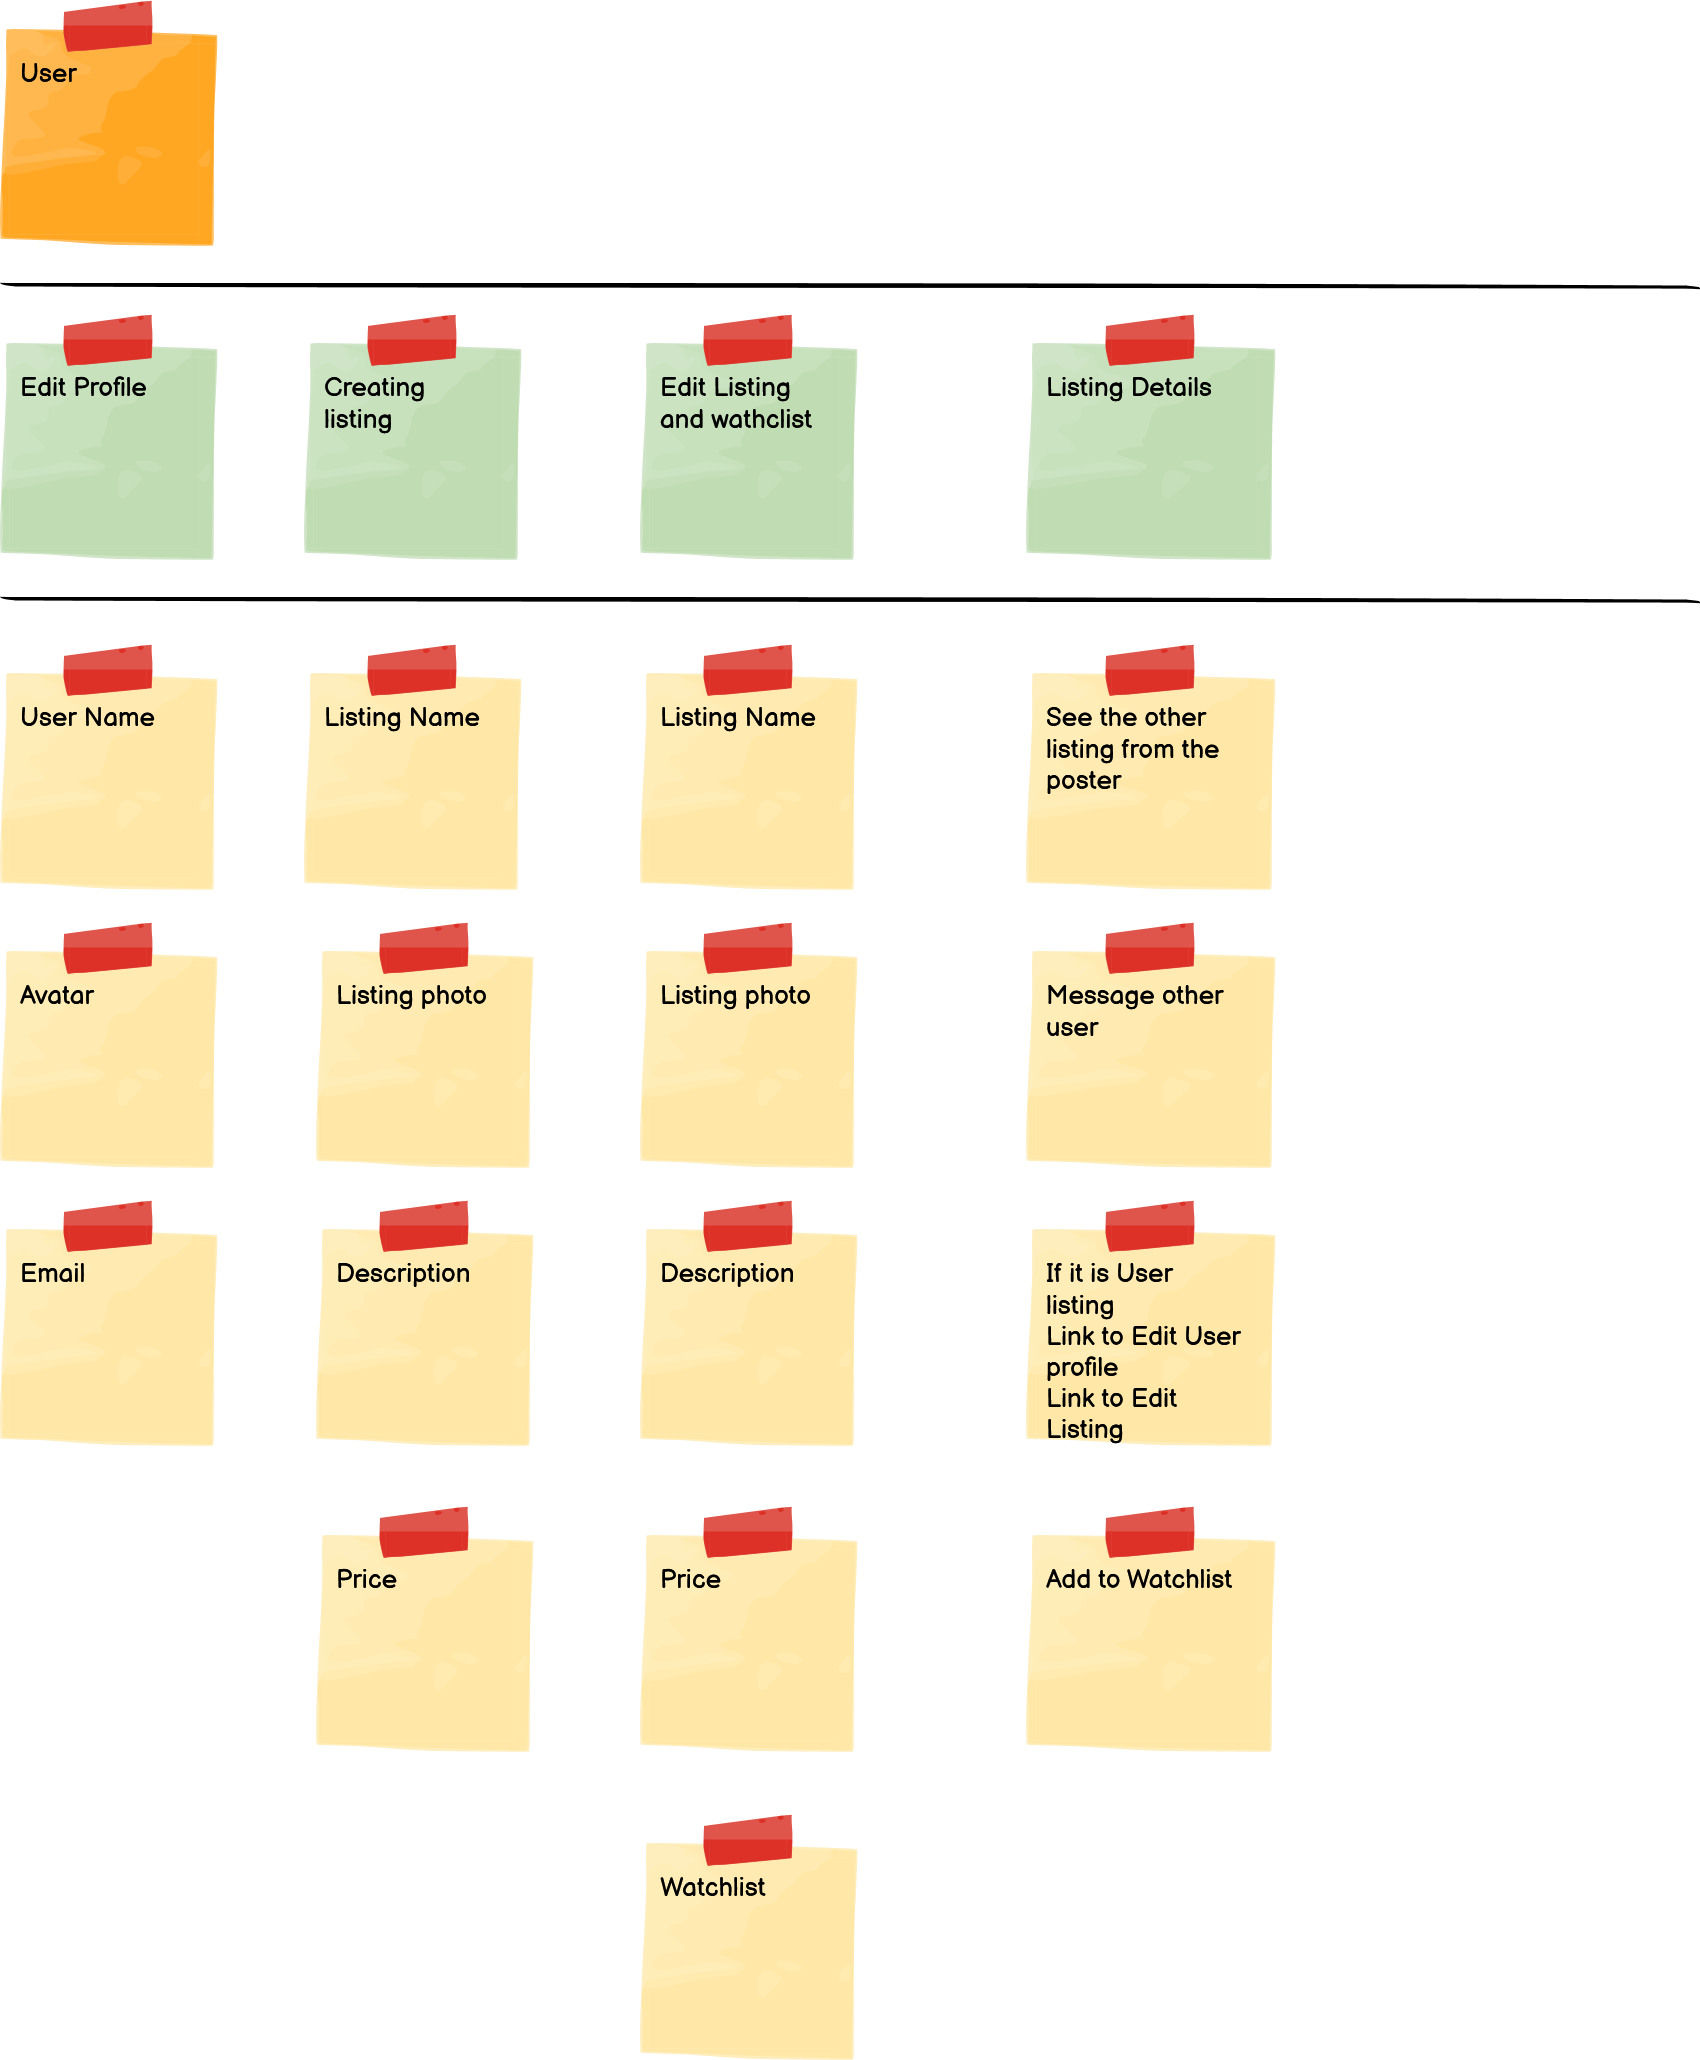 User
Edit Profile
Creating
listing
Edit Listing
and wathclist
Listing Details
User Name
Listing Name
Listing Name
See the other
listing from the
poster
Avatar
Listing photo
Listing photo
Message other
user
Email
Description
Description
If it is User
listing
Link to Edit User
profile
Link to Edit
Listing
Price
Price
Add to Watchlist
Watchlist